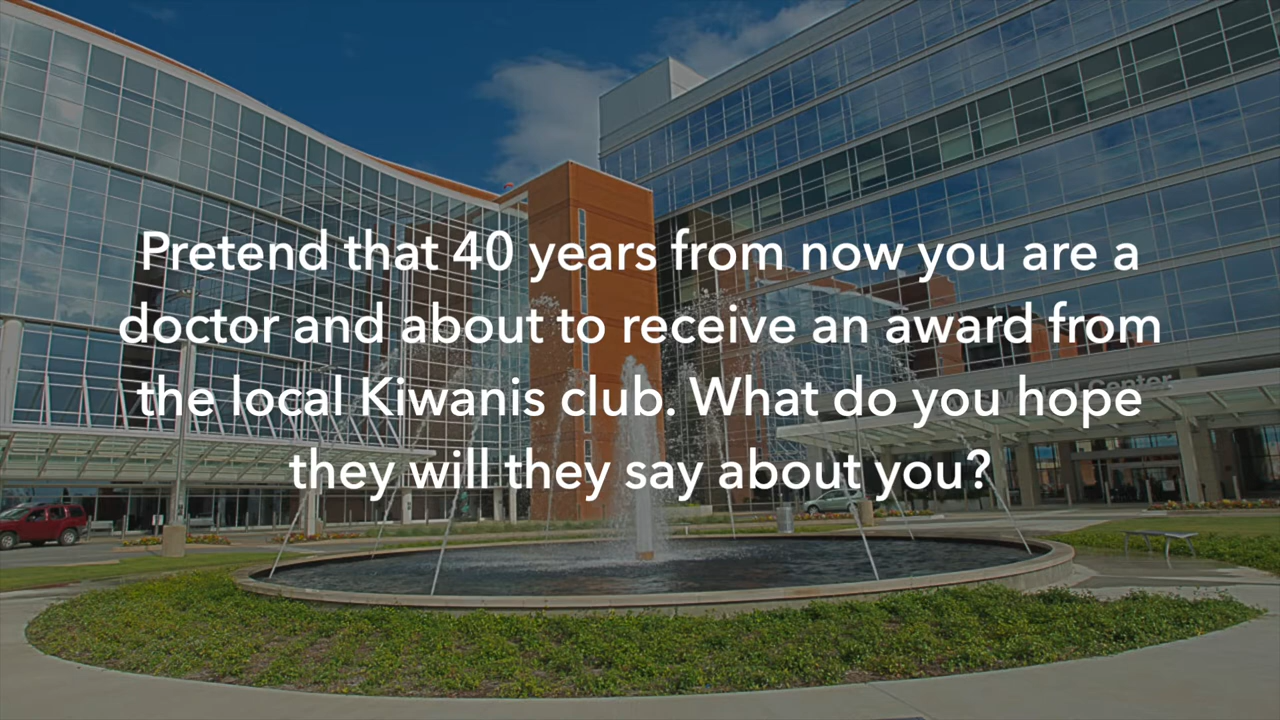 Pretend that 40 years from now you are a
doctor and about to receive an award from
the local Kiwanis club. What do you hope
they will they say about you?
Center